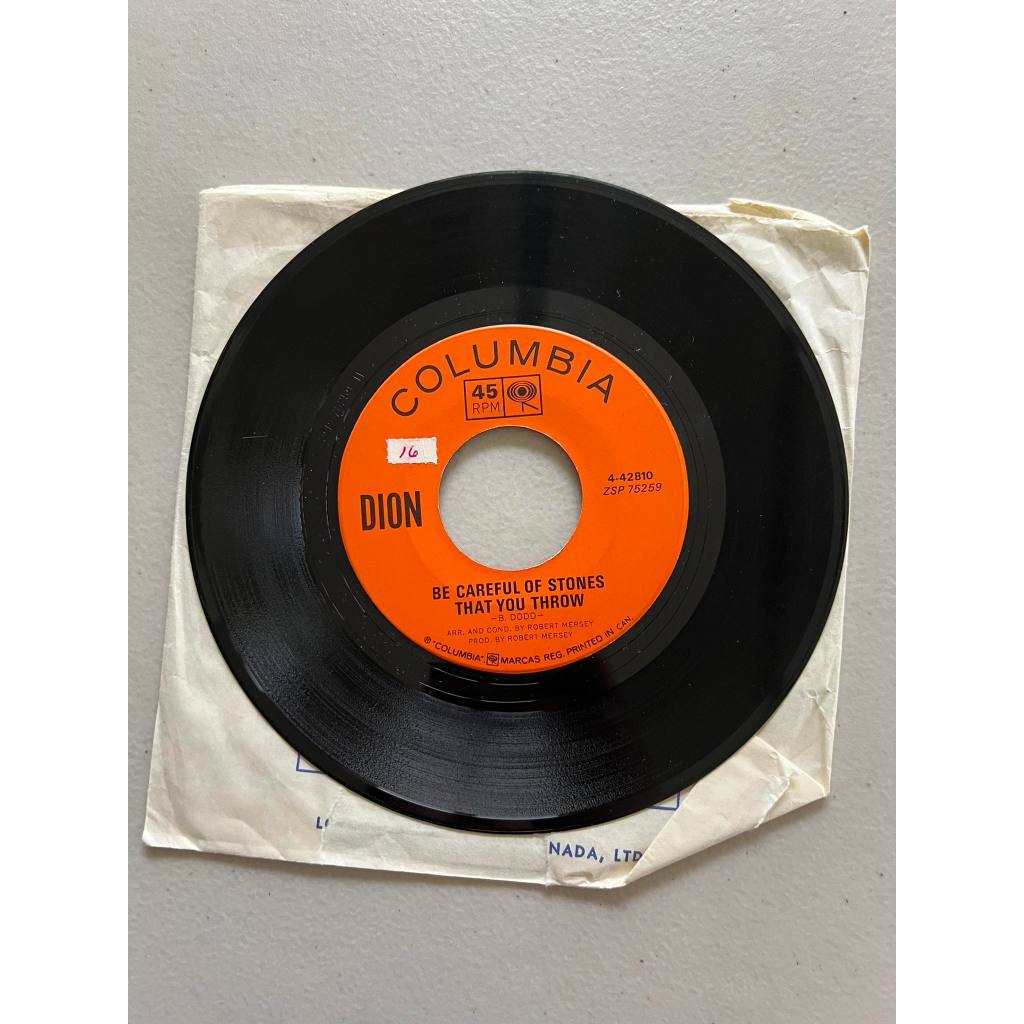 COLUMBIA
45
RPM
16
DION
4-42810
ZSP 75259
BE CAREFUL OF STONES
THAT YOU THROW
-B. DODD-
ARR. AND COND. BY ROBERT MERSEY
PROD. BY ROBERT MERSEY
℗"COLUMBIA" MARCAS REG. PRINTED IN CAN.
NADA, LTD